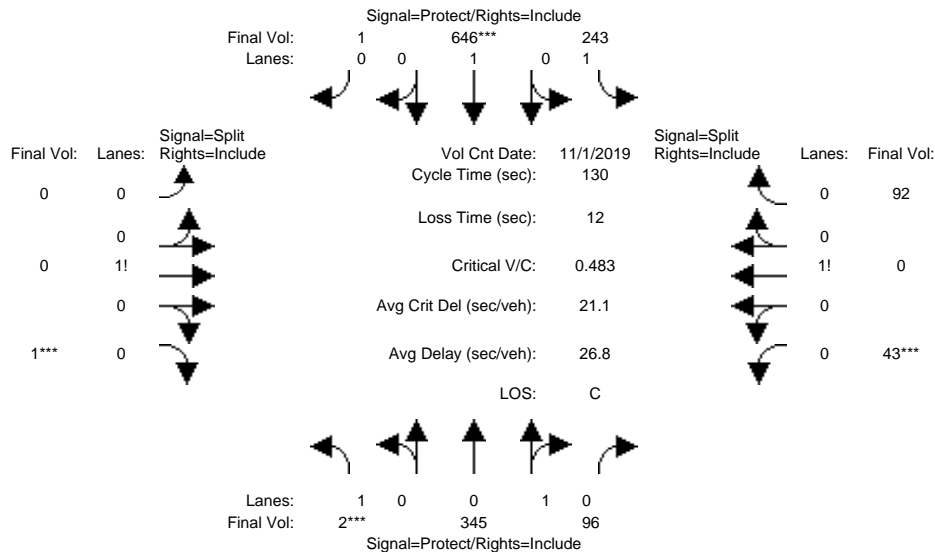 Signal=Protect/Rights=Include
Final Vol: 1 646*** 243
Lanes: 0 0 1 0 1
Signal=Split
Final Vol: Lanes: Rights=Include
Vol Cnt Date: 11/1/2019
Signal=Split
Rights=Include Lanes: Final Vol:
Cycle Time (sec): 130
0 0
0 92
Loss Time (sec): 12
0
0
0 1!
Critical V/C: 0.483
1! 0
0
Avg Crit Del (sec/veh): 21.1
0
1*** 0
Avg Delay (sec/veh): 26.8
0 43***
LOS: C
Lanes: 1 0 0 1 0
Final Vol: 2*** 345 96
Signal=Protect/Rights=Include